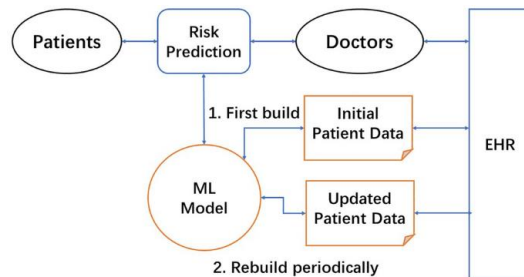 Patients
Risk
Prediction
Doctors
1. First build
Initial
Patient Data
EHR
ML
Model
Updated
Patient Data
2. Rebuild periodically